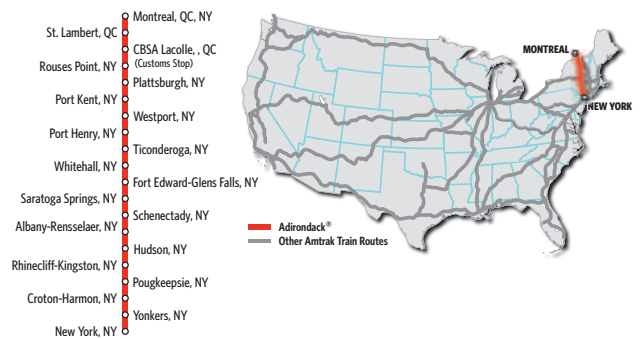 Montreal, QC, NY
St. Lambert, QC
CBSA Lacolle, , QC
(Customs Stop)
Rouses Point, NY
Plattsburgh, NY
Port Kent, NY
Westport, NY
Port Henry, NY
Ticonderoga, NY
Whitehall, NY
Fort Edward-Glens Falls, NY
Saratoga Springs, NY
Schenectady, NY
Albany-Rensselaer, NY
Hudson, NY
Rhinecliff-Kingston, NY
Pougkeepsie, NY
Croton-Harmon, NY
Yonkers, NY
New York, NY
MONTREAL
NEW YORK
Adirondack®
Other Amtrak Train Routes